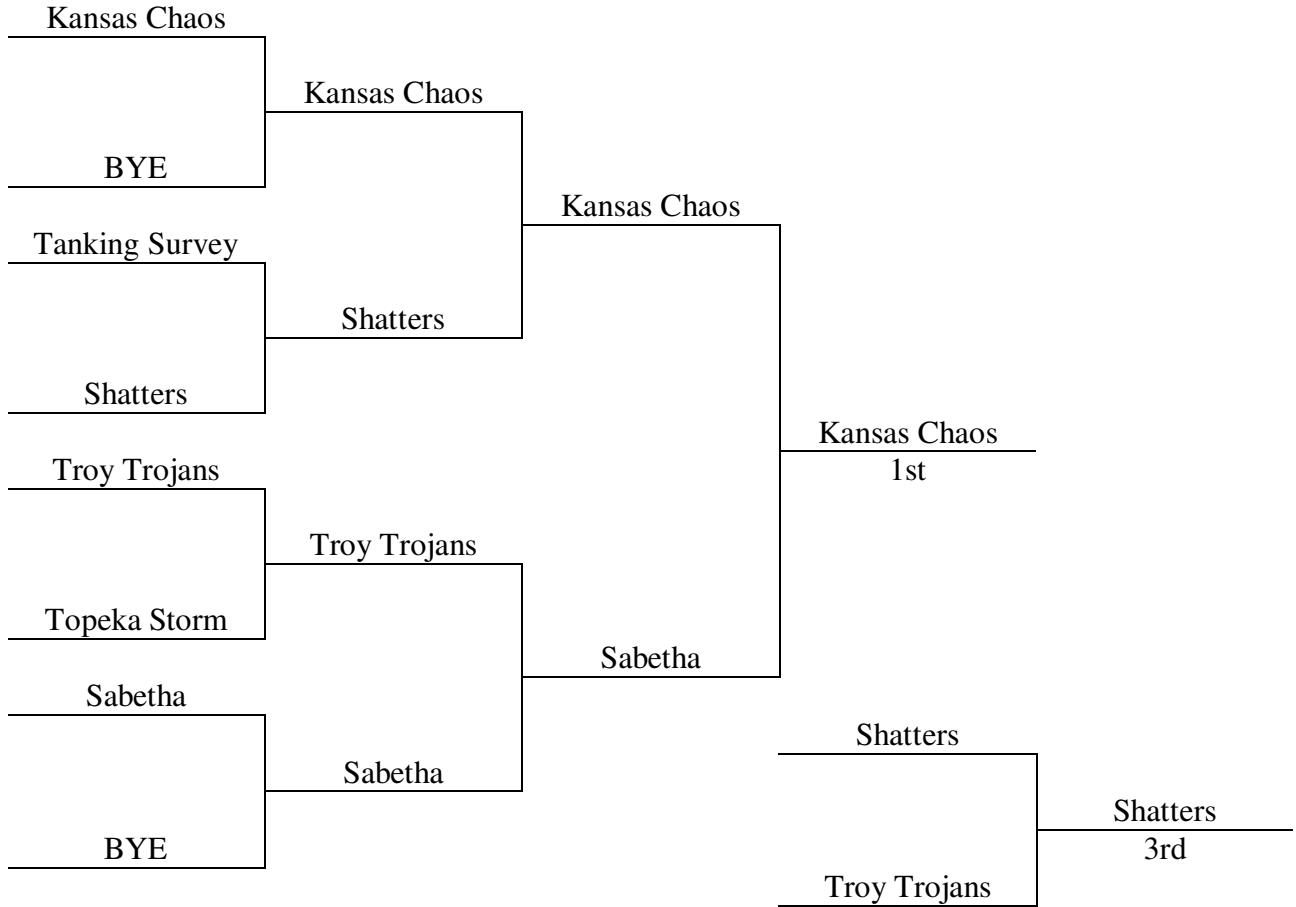 Kansas Chaos
Kansas Chaos
BYE
Kansas Chaos
Tanking Survey
Shatters
Shatters
Kansas Chaos
1st
Troy Trojans
Troy Trojans
Topeka Storm
Sabetha
Sabetha
Shatters
Sabetha
Shatters
3rd
BYE
Troy Trojans